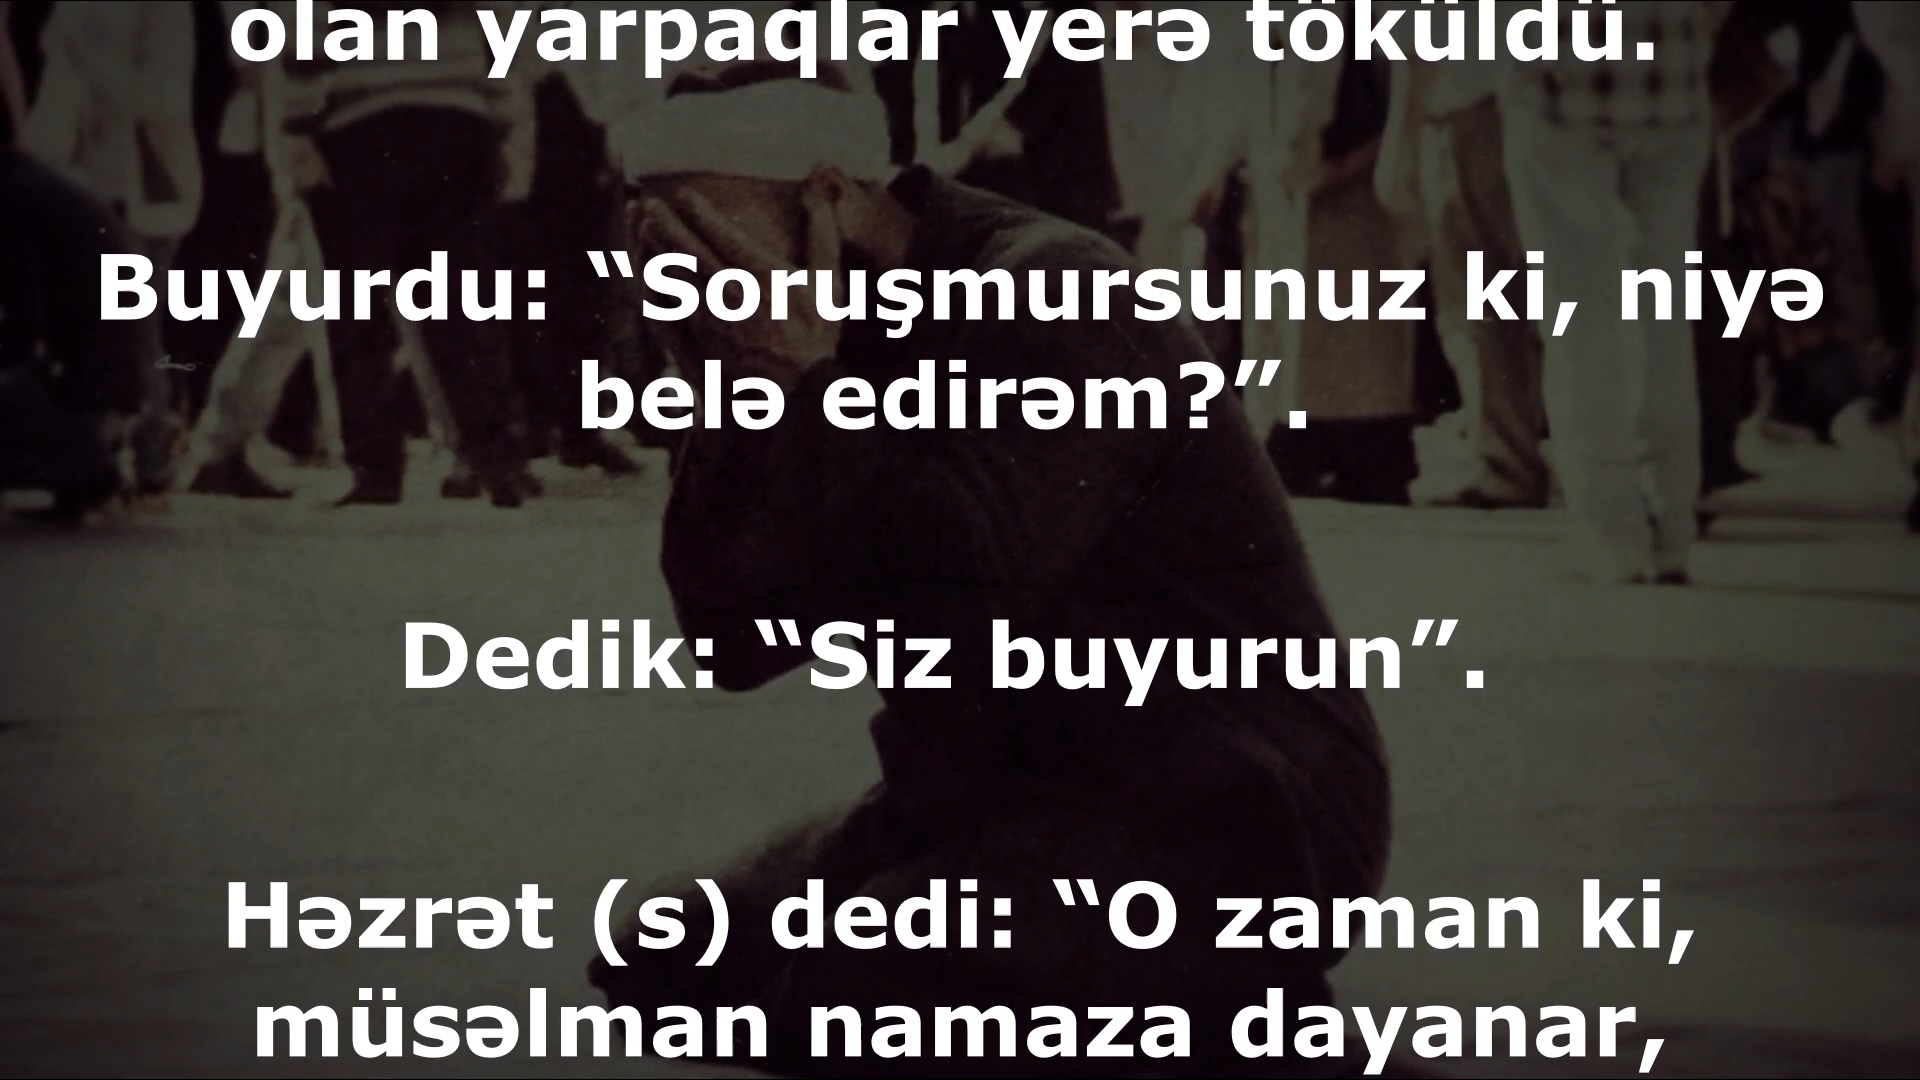 olan yarpaqlar yerə töküldü.
Buyurdu: “Soruşmursunuz ki, niyə
belə edirəm?”.
Dedik: “Siz buyurun”.
Həzrət (s) dedi: “O zaman ki,
müsəlman namaza dayanar,